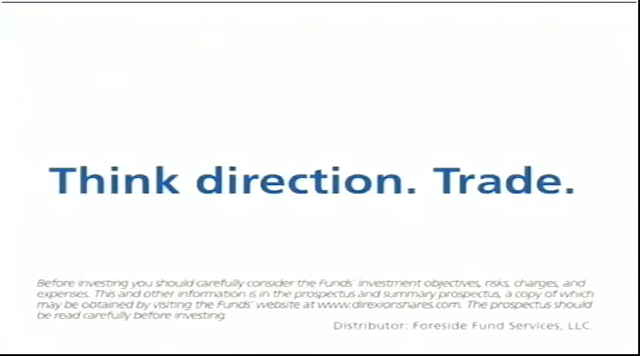 Think direction. Trade.
Before investing you should carefully consider the Funds' investment objectives, risks, charges, and
expenses. This and other information is in the prospectus and summary prospectus, a copy of which
may be obtained by visiting the Funds' website at www.direxionshares.com. The prospectus should
be read carefully before investing.
Distributor: Foreside Fund Services, LLC.